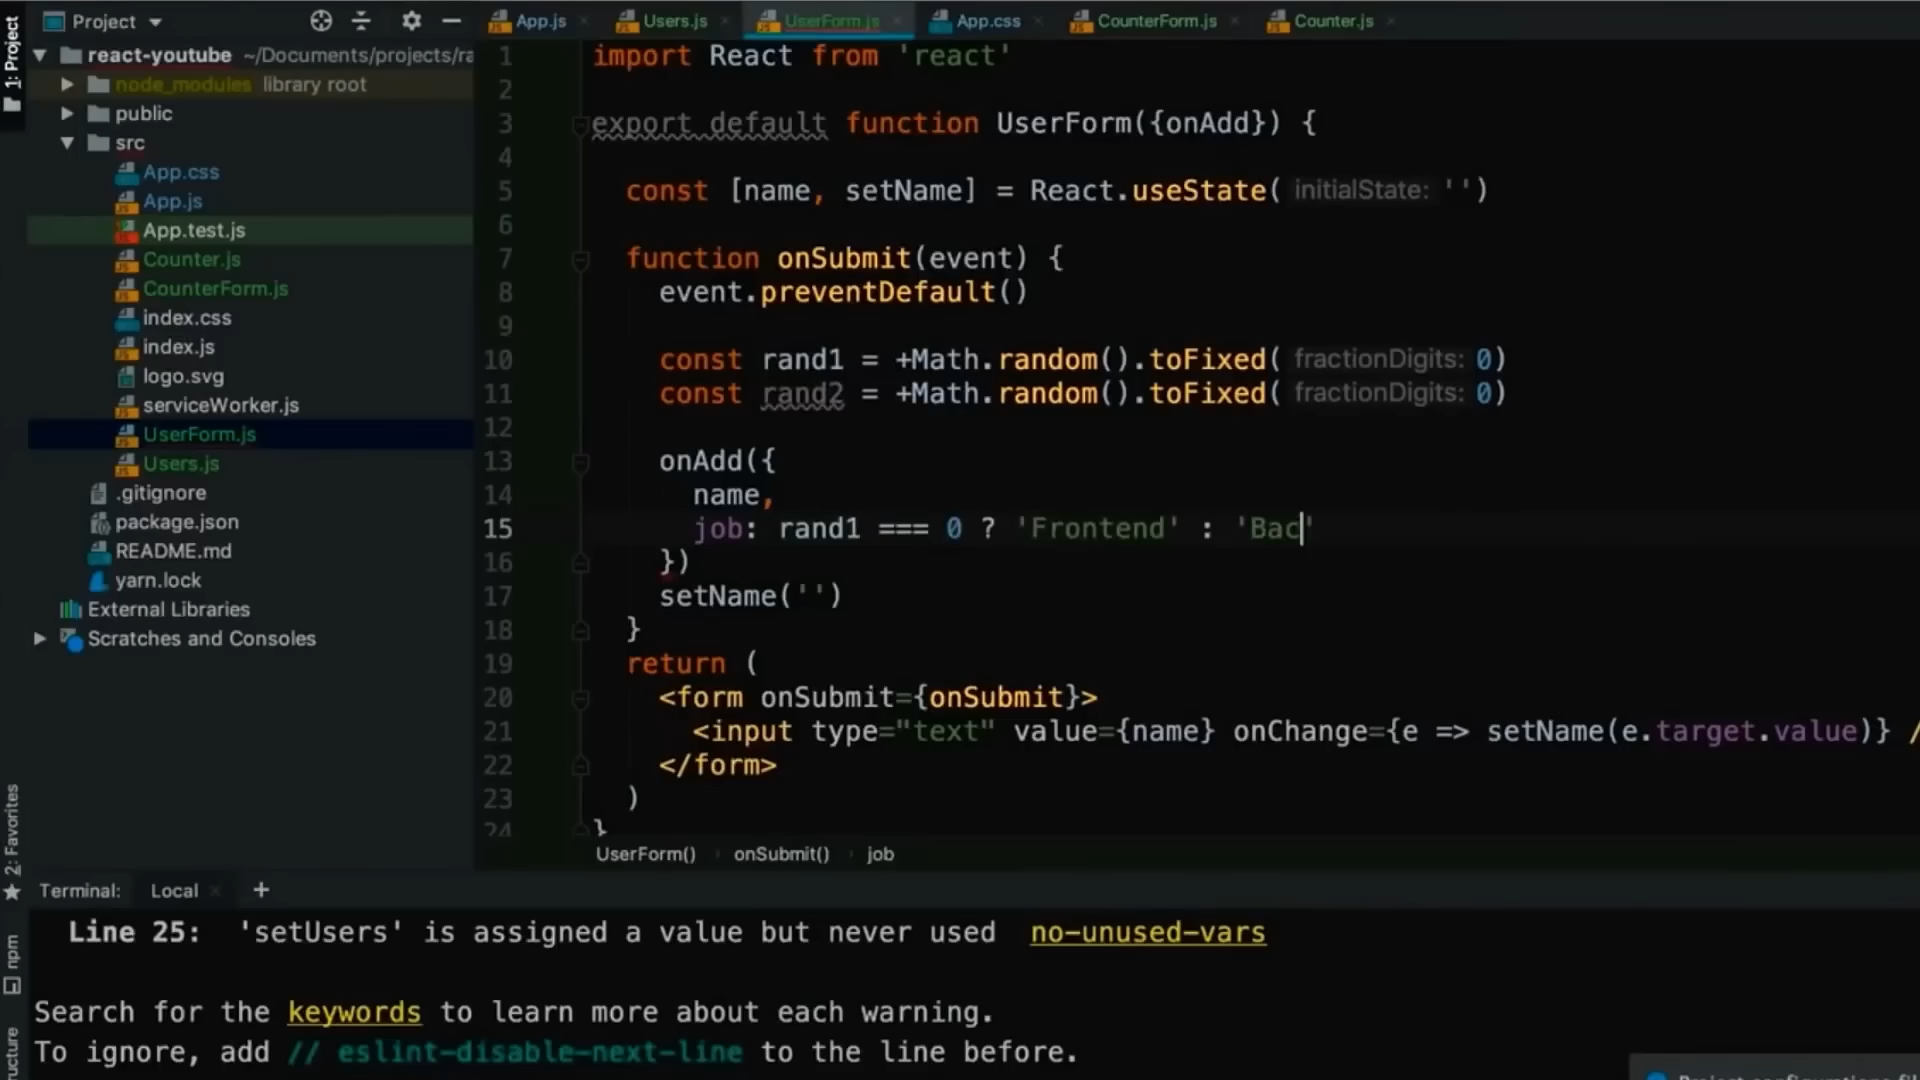 1: Project
Project
App.js
Users.js
UserForm.js
App.css
CounterForm.js
Counter.js
react-youtube ~/Documents/projects/ra
node_modules library root
public
src
App.css
App.js
App.test.js
Counter.js
CounterForm.js
index.css
index.js
logo.svg
serviceWorker.js
UserForm.js
Users.js
.gitignore
package.json
README.md
yarn.lock
External Libraries
Scratches and Consoles
1 import React from 'react'
2
3 export default function UserForm({onAdd}) {
4
5 const [name, setName] = React.useState( initialState: '')
6
7 function onSubmit(event) {
8 event.preventDefault()
9
10 const rand1 = +Math.random().toFixed( fractionDigits: 0)
11 const rand2 = +Math.random().toFixed( fractionDigits: 0)
12
13 onAdd({
14 name,
15 job: rand1 === 0 ? 'Frontend' : 'Bac'
16 })
17 setName('')
18 }
19 return (
20 <form onSubmit={onSubmit}>
21 <input type="text" value={name} onChange={e => setName(e.target.value)} /
22 </form>
23 )
24 }
UserForm() onSubmit() job
2: Favorites
npm
ructure
Terminal: Local +
Line 25: 'setUsers' is assigned a value but never used no-unused-vars
Search for the keywords to learn more about each warning.
To ignore, add // eslint-disable-next-line to the line before.